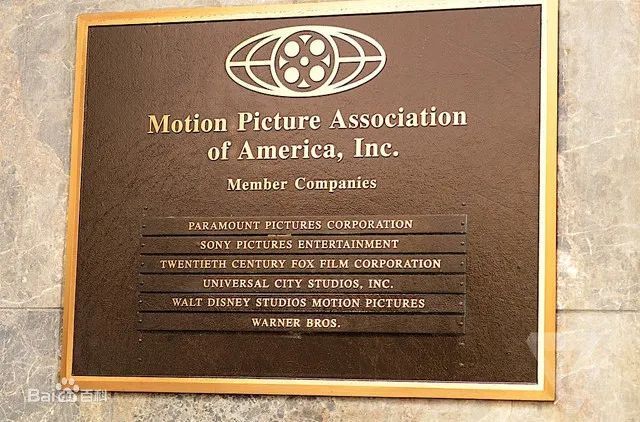 Motion Picture Association
of America, Inc.
Member Companies
PARAMOUNT PICTURES CORPORATION
SONY PICTURES ENTERTAINMENT
TWENTIETH CENTURY FOX FILM CORPORATION
UNIVERSAL CITY STUDIOS, INC.
WALT DISNEY STUDIOS MOTION PICTURES
WARNER BROS.
Bai百科